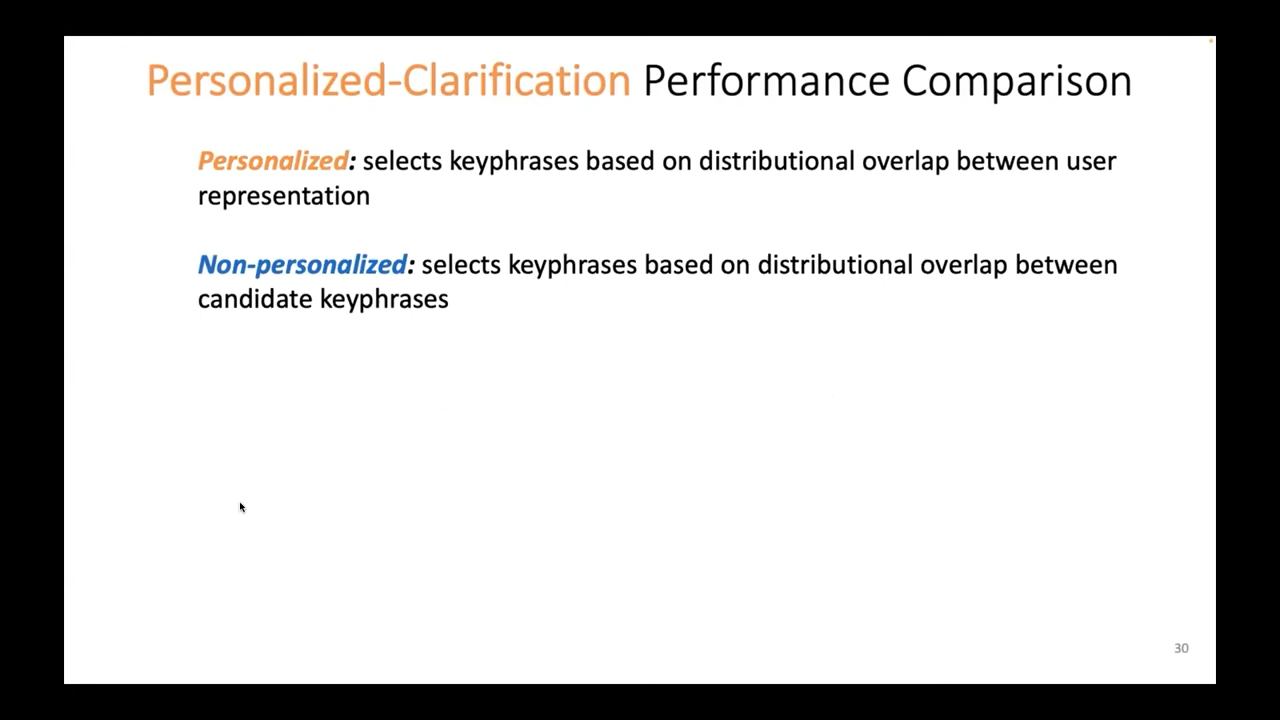 Personalized-Clarification Performance Comparison
Personalized: selects keyphrases based on distributional overlap between user
representation
Non-personalized: selects keyphrases based on distributional overlap between
candidate keyphrases
30